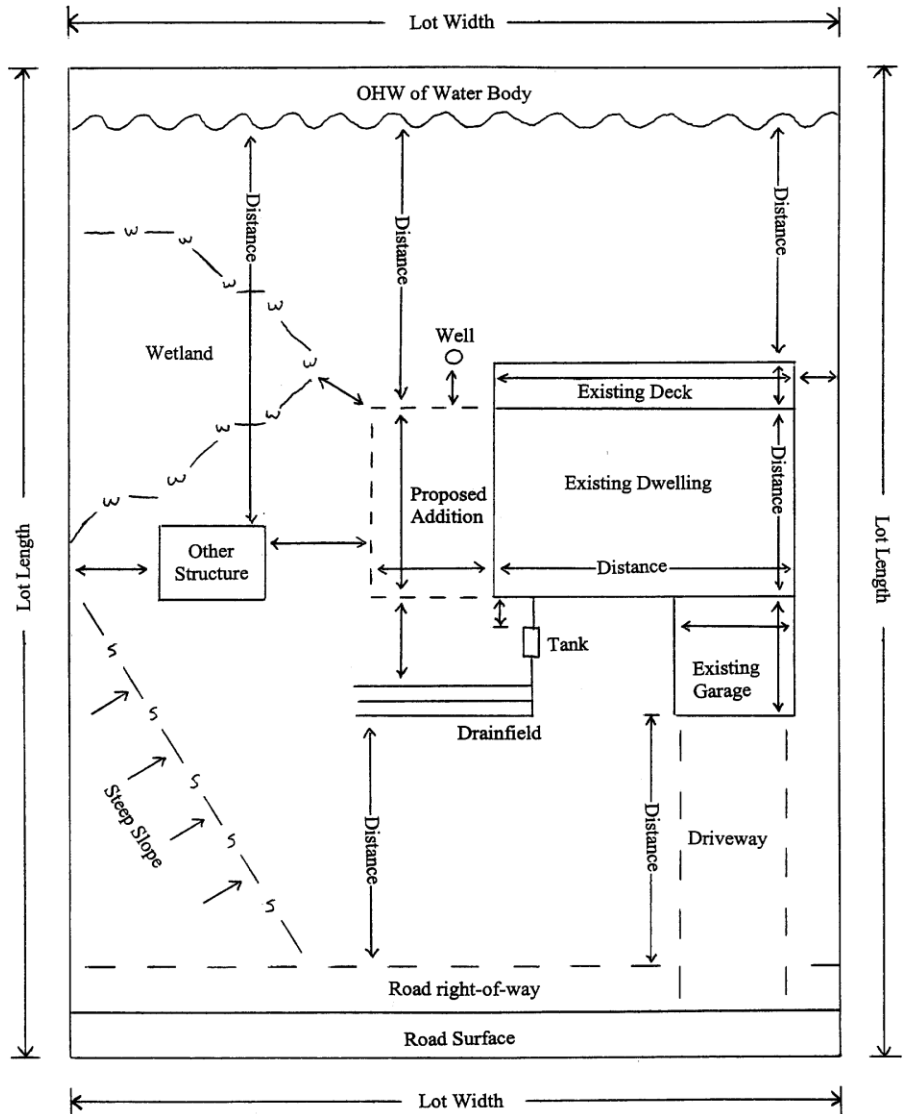 Lot Width
OHW of Water Body
Distance
Distance
Distance
Well
Wetland
Existing Deck
Existing Dwelling
Distance
Proposed
Addition
Distance
Other
Structure
Lot Length
Lot Length
Tank
Existing
Garage
Drainfield
Steep Slope
Distance
Distance
Driveway
Road right-of-way
Road Surface
Lot Width